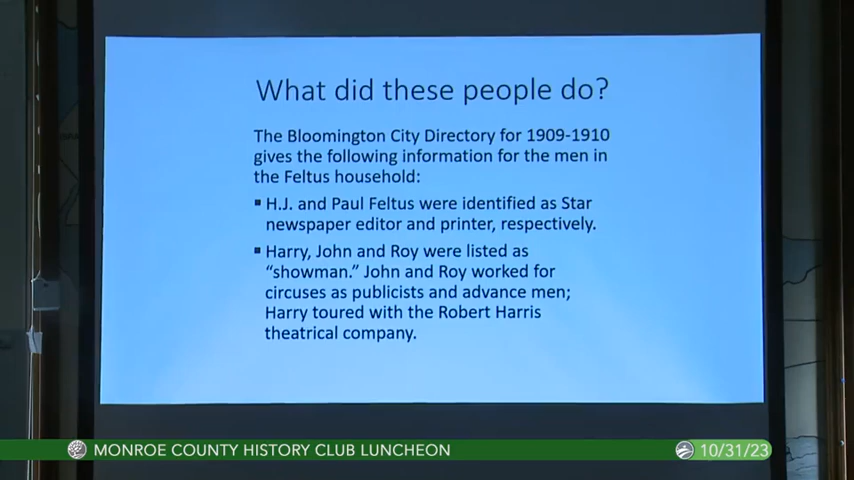 What did these people do?
The Bloomington City Directory for 1909-1910
gives the following information for the men in
the Feltus household:
▪ H.J. and Paul Feltus were identified as Star
newspaper editor and printer, respectively.
▪ Harry, John and Roy were listed as
“showman.” John and Roy worked for
circuses as publicists and advance men;
Harry toured with the Robert Harris
theatrical company.
MONROE COUNTY HISTORY CLUB LUNCHEON
10/31/23